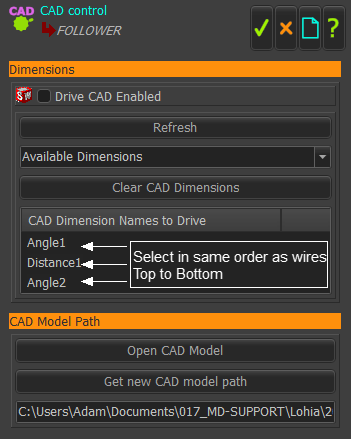 CAD
CAD control
FOLLOWER
Dimensions
SW
Drive CAD Enabled
Refresh
Available Dimensions
Clear CAD Dimensions
CAD Dimension Names to Drive
Angle1
Distance1
Angle2
Select in same order as wires
Top to Bottom
CAD Model Path
Open CAD Model
Get new CAD model path
C:\Users\Adam\Documents\017_MD-SUPPORT\Lohia\2